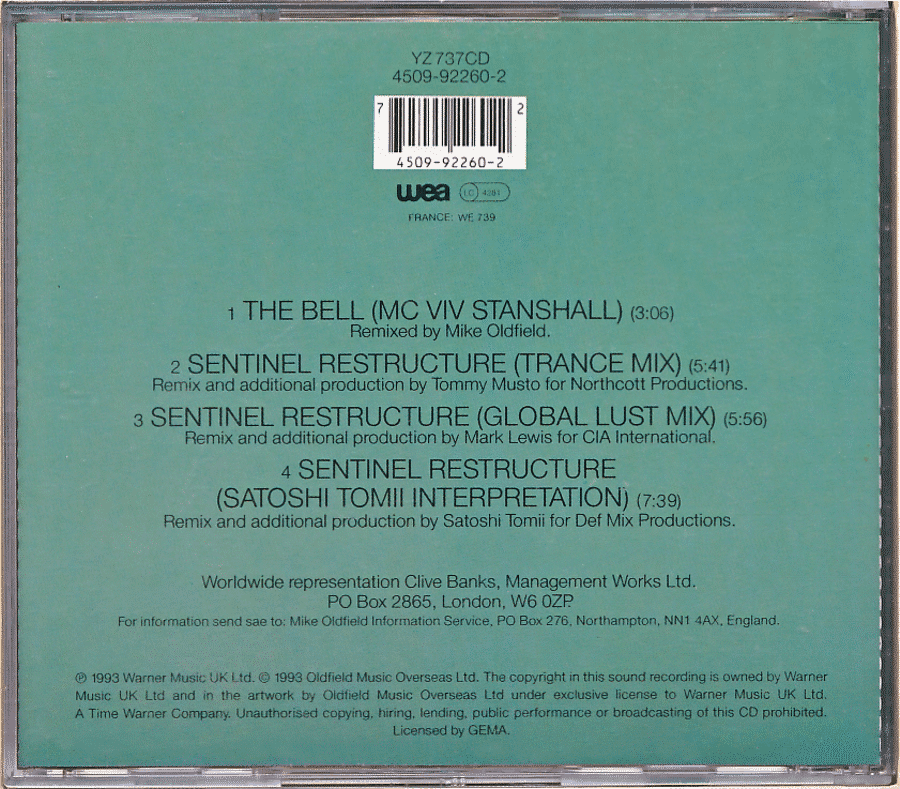 YZ 737CD
4509-92260-2
7 2
4509-92260-2
wea LC 4281
FRANCE: WE 739
1 THE BELL (MC VIV STANSHALL) (3:06)
Remixed by Mike Oldfield.
2 SENTINEL RESTRUCTURE (TRANCE MIX) (5:41)
Remix and additional production by Tommy Musto for Northcott Productions.
3 SENTINEL RESTRUCTURE (GLOBAL LUST MIX) (5:56)
Remix and additional production by Mark Lewis for CIA International.
4 SENTINEL RESTRUCTURE
(SATOSHI TOMII INTERPRETATION) (7:39)
Remix and additional production by Satoshi Tomii for Def Mix Productions.
Worldwide representation Clive Banks, Management Works Ltd.
PO Box 2865, London, W6 0ZP.
For information send sae to: Mike Oldfield Information Service, PO Box 276, Northampton, NN1 4AX, England.
℗ 1993 Warner Music UK Ltd. © 1993 Oldfield Music Overseas Ltd. The copyright in this sound recording is owned by Warner
Music UK Ltd and in the artwork by Oldfield Music Overseas Ltd under exclusive license to Warner Music UK Ltd.
A Time Warner Company. Unauthorised copying, hiring, lending, public performance or broadcasting of this CD prohibited.
Licensed by GEMA.